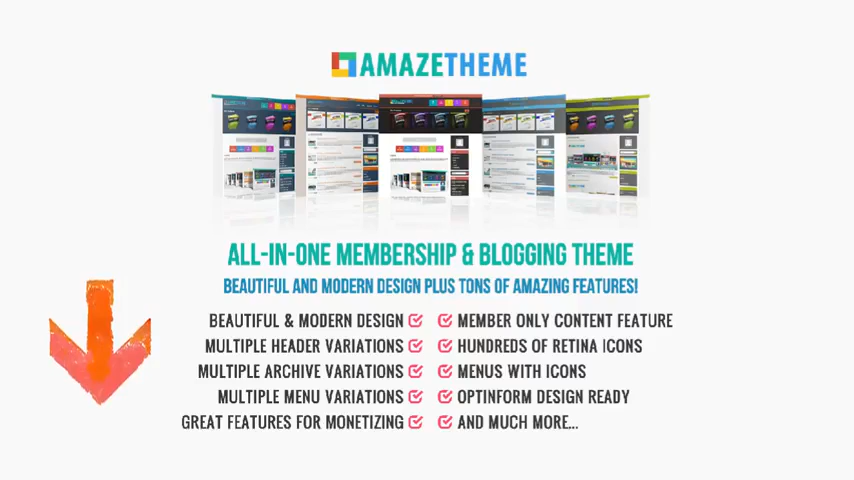 AMAZETHEME
ALL-IN-ONE MEMBERSHIP & BLOGGING THEME
BEAUTIFUL AND MODERN DESIGN PLUS TONS OF AMAZING FEATURES!
BEAUTIFUL & MODERN DESIGN
MEMBER ONLY CONTENT FEATURE
MULTIPLE HEADER VARIATIONS
HUNDREDS OF RETINA ICONS
MULTIPLE ARCHIVE VARIATIONS
MENUS WITH ICONS
MULTIPLE MENU VARIATIONS
OPTINFORM DESIGN READY
GREAT FEATURES FOR MONETIZING
AND MUCH MORE...